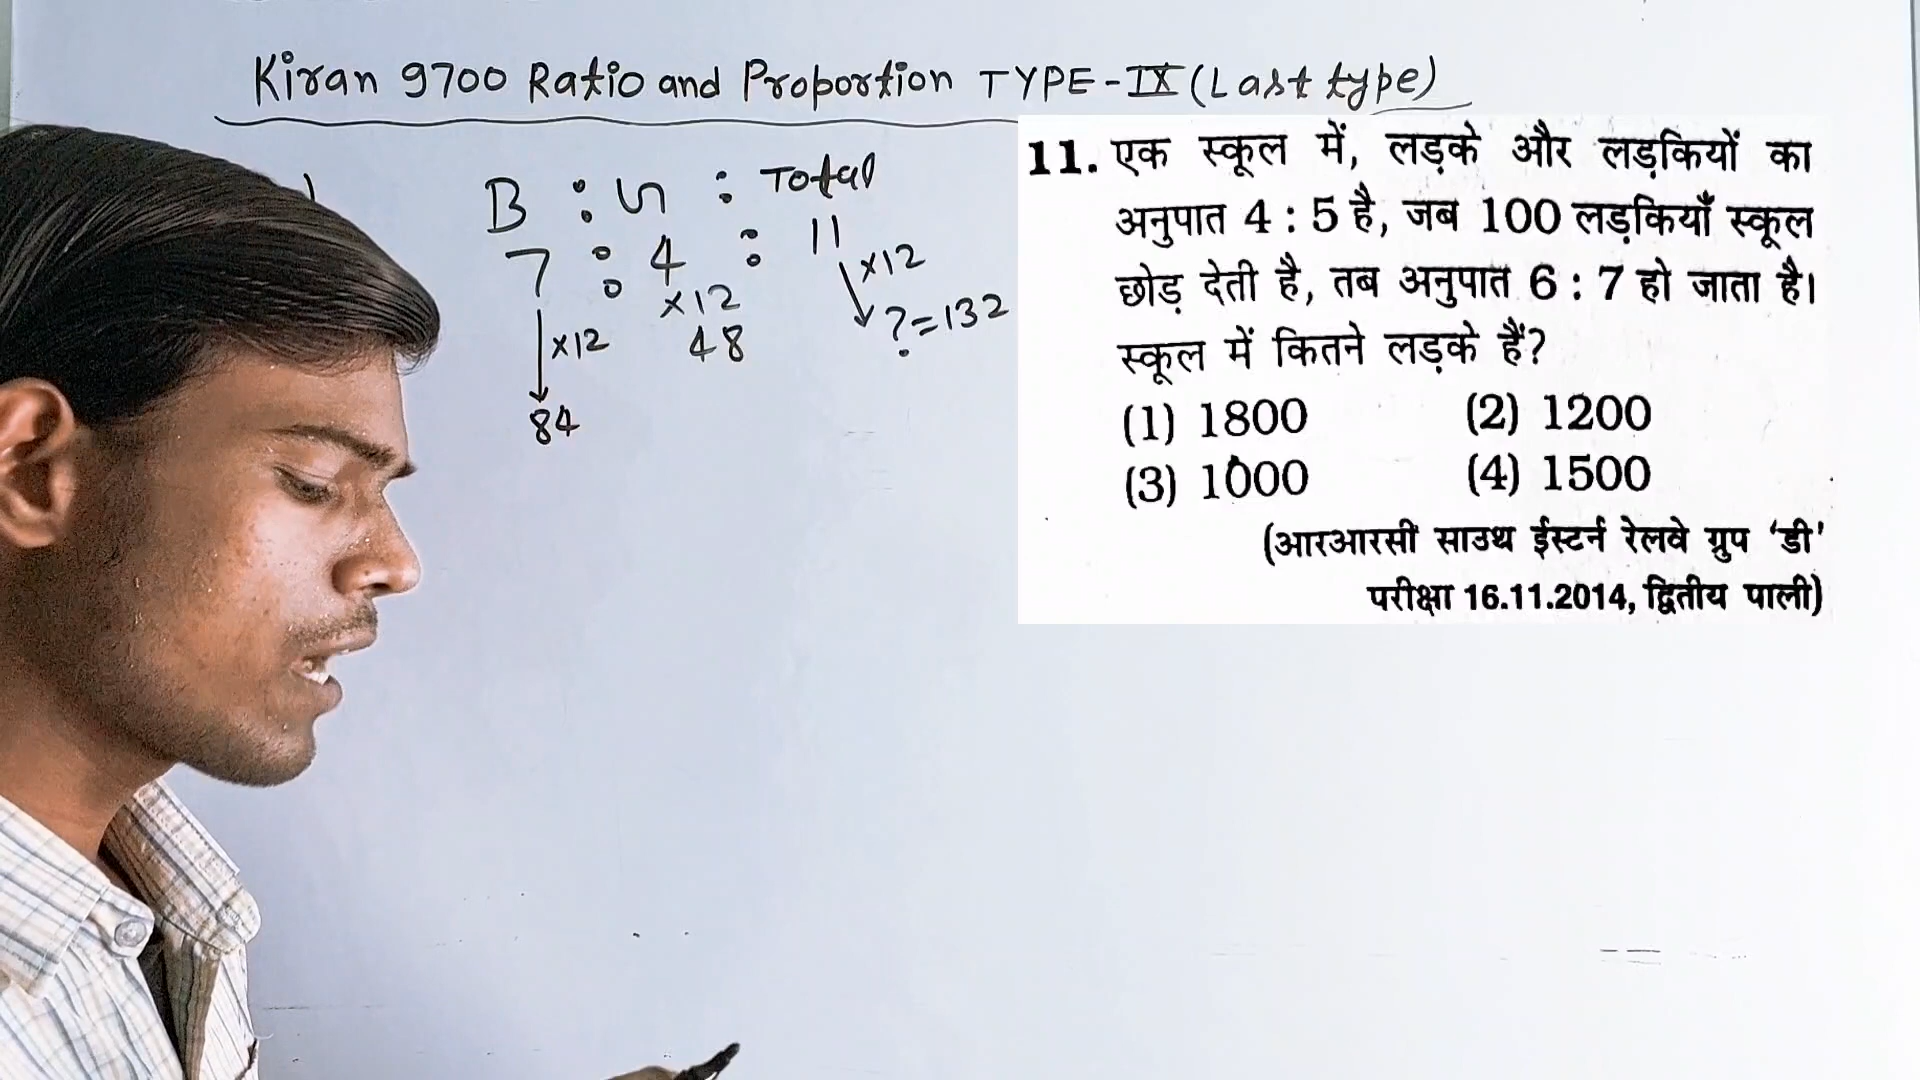 Kiran 9700 Ratio and Proportion TYPE-IX (Last type)
B : G : Total
7 : 4 : 11
×12 ×12 ×12
84 48 ?=132
11. एक स्कूल में, लड़के और लड़कियों का
अनुपात 4 : 5 है, जब 100 लड़कियाँ स्कूल
छोड़ देती है, तब अनुपात 6 : 7 हो जाता है।
स्कूल में कितने लड़के हैं?
(1) 1800 (2) 1200
(3) 1000 (4) 1500
(आरआरसी साउथ ईस्टर्न रेलवे ग्रुप ‘डी’
परीक्षा 16.11.2014, द्वितीय पाली)